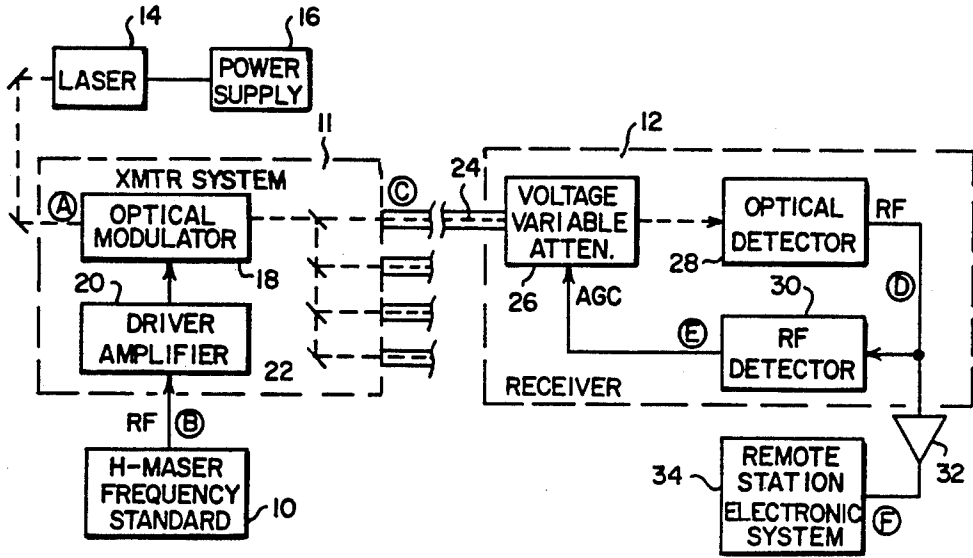 14
16
LASER
POWER
SUPPLY
11
12
XMTR SYSTEM
A
OPTICAL
MODULATOR
18
C
24
VOLTAGE
VARIABLE
ATTEN.
26
OPTICAL
DETECTOR
28
RF
D
20
DRIVER
AMPLIFIER
22
AGC
E
30
RF
DETECTOR
RECEIVER
RF
B
H-MASER
FREQUENCY
STANDARD
10
32
34
REMOTE
STATION
ELECTRONIC
SYSTEM
F